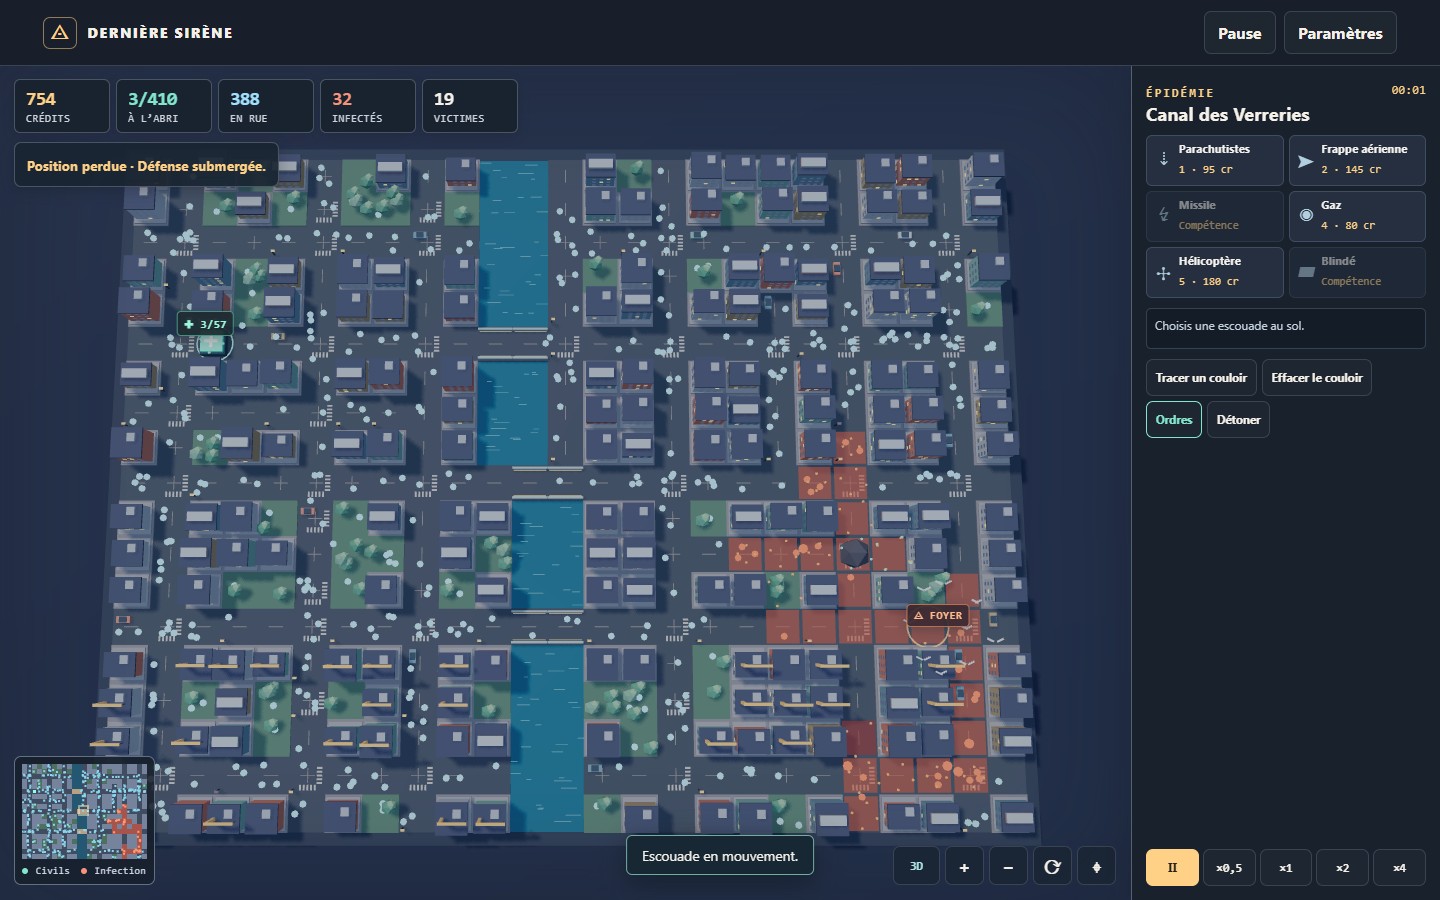 DERNIÈRE SIRÈNE
Pause
Paramètres
754
CRÉDITS
3/410
À L'ABRI
388
EN RUE
32
INFECTÉS
19
VICTIMES
Position perdue · Défense submergée.
3/57
FOYER
Civils
Infection
Escouade en mouvement.
3D
+
−
ÉPIDÉMIE
00:01
Canal des Verreries
Parachutistes
1 · 95 cr
Frappe aérienne
2 · 145 cr
Missile
Compétence
Gaz
4 · 80 cr
Hélicoptère
5 · 180 cr
Blindé
Compétence
Choisis une escouade au sol.
Tracer un couloir
Effacer le couloir
Ordres
Détoner
II
x0,5
x1
x2
x4